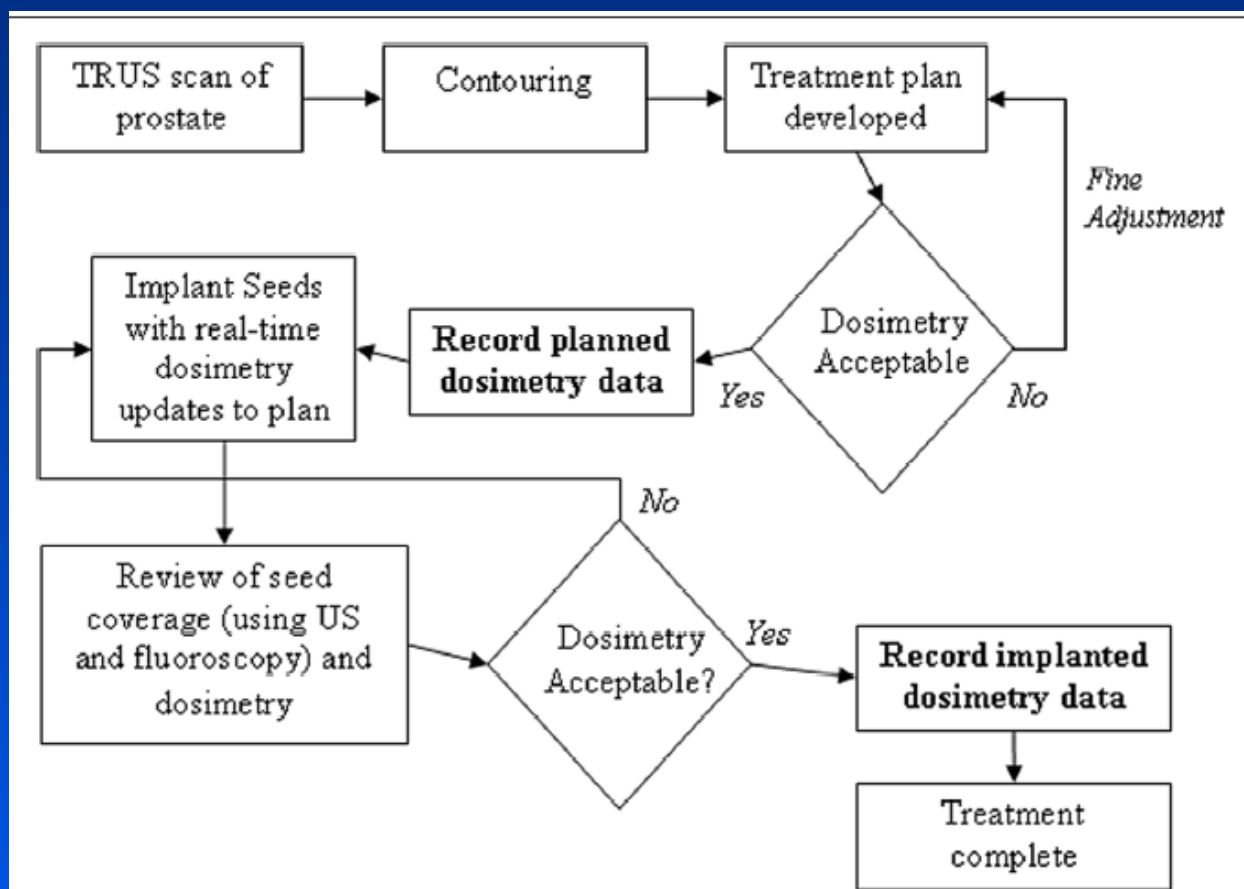 TRUS scan of
prostate
Contouring
Treatment plan
developed
Fine
Adjustment
Dosimetry
Acceptable
No
Yes
Record planned
dosimetry data
Implant Seeds
with real-time
dosimetry
updates to plan
Review of seed
coverage (using US
and fluoroscopy) and
dosimetry
No
Dosimetry
Acceptable?
Yes
Record implanted
dosimetry data
Treatment
complete